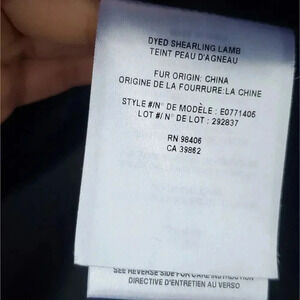 DYED SHEARLING LAMB
TEINT PEAU D'AGNEAU
FUR ORIGIN: CHINA
ORIGINE DE LA FOURRURE: LA CHINE
STYLE #/N° DE MODÈLE : E0771405
LOT #/ N° DE LOT : 292837
RN 98406
CA 39862
SEE REVERSE SIDE FOR CARE INSTRUCTION
DIRECTIVE D'ENTRETIEN AU VERSO